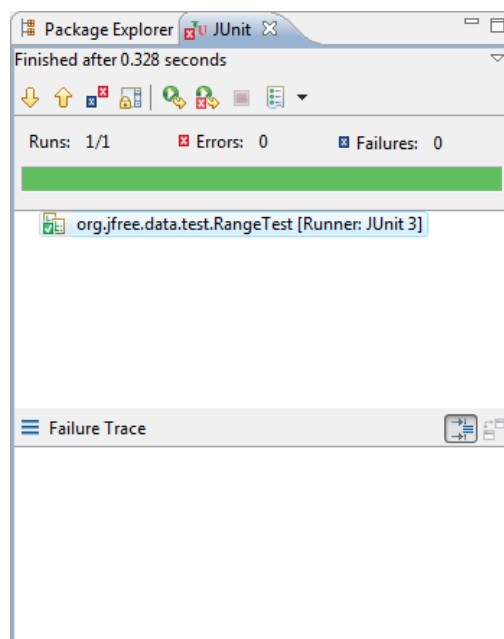 Package Explorer JUnit
Finished after 0.328 seconds
Runs: 1/1 Errors: 0 Failures: 0
org.jfree.data.test.RangeTest [Runner: JUnit 3]
Failure Trace